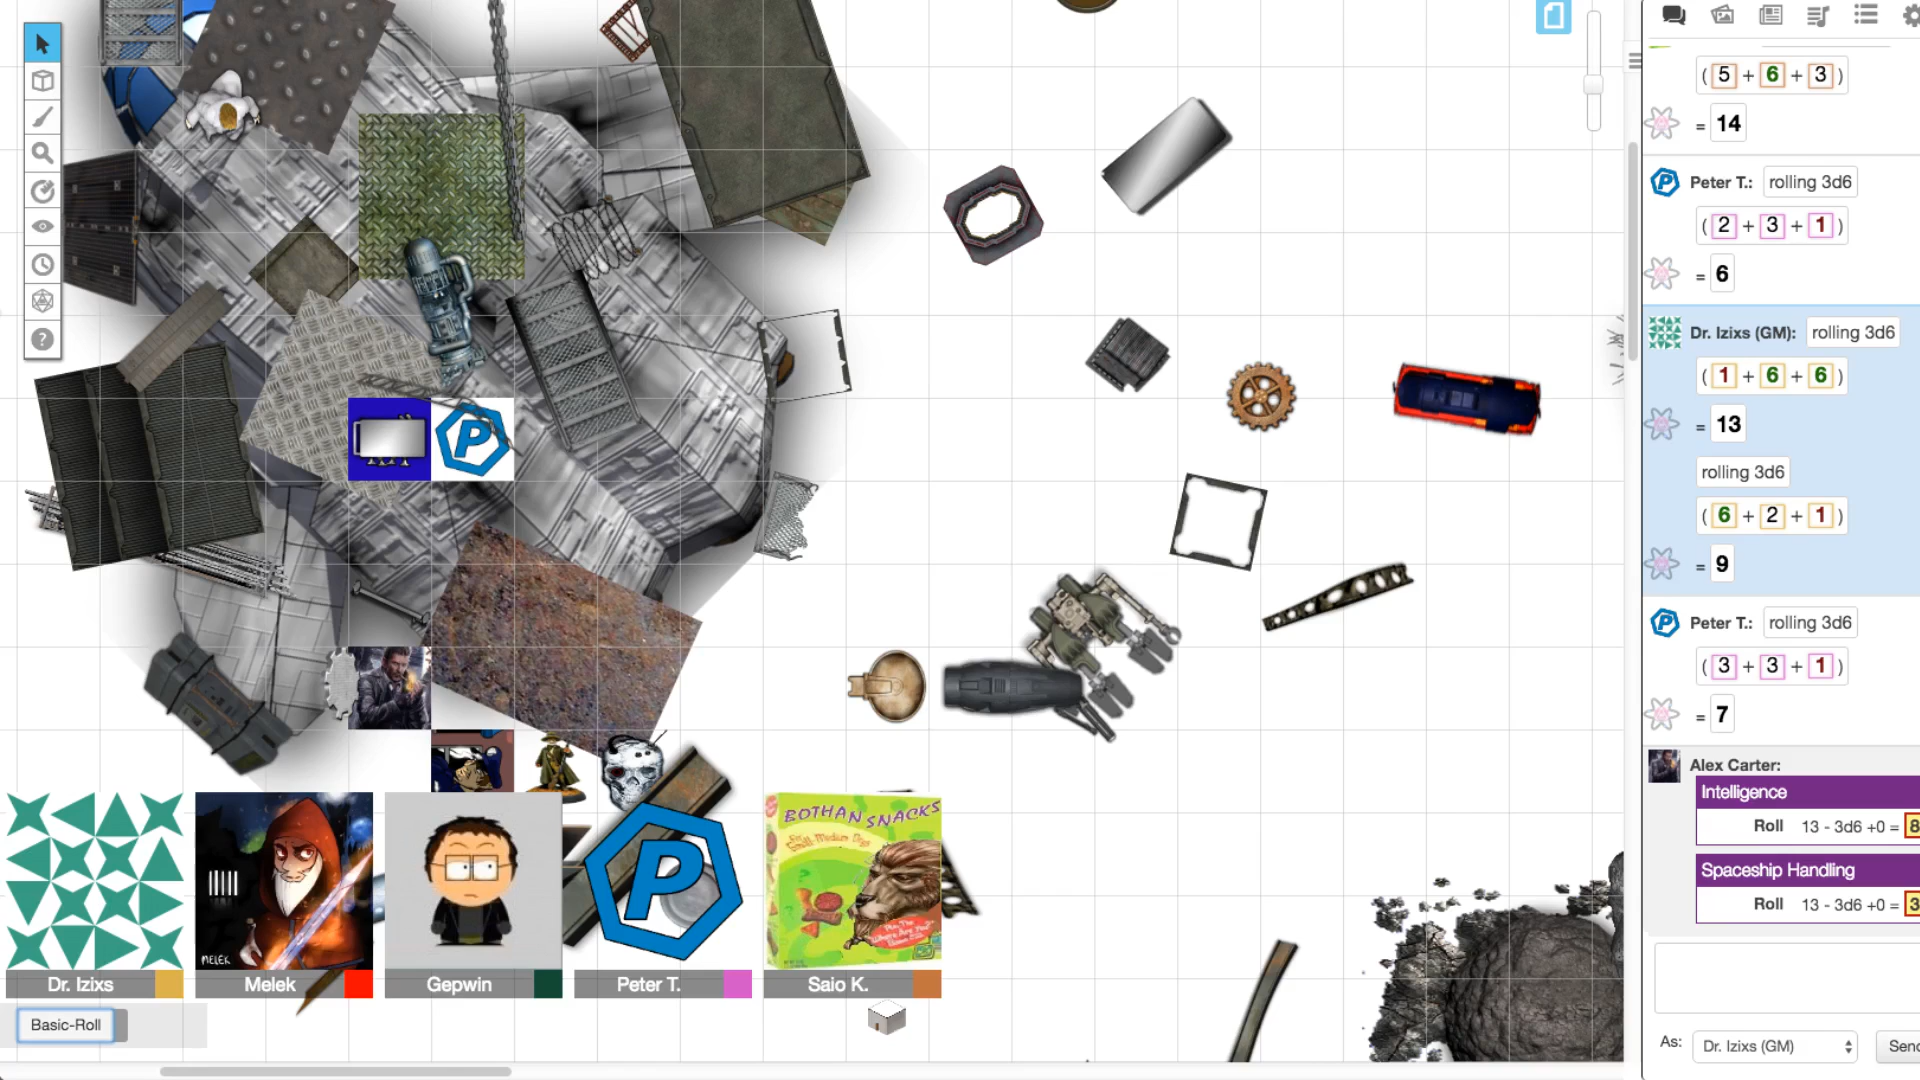 ( 5 + 6 + 3 )
= 14
Peter T.: rolling 3d6
( 2 + 3 + 1 )
= 6
Dr. Izixs (GM): rolling 3d6
( 1 + 6 + 6 )
= 13
rolling 3d6
( 6 + 2 + 1 )
= 9
Peter T.: rolling 3d6
( 3 + 3 + 1 )
= 7
Alex Carter:
Intelligence
Roll 13 - 3d6 +0 = 8
Spaceship Handling
Roll 13 - 3d6 +0 = 3
P
P
BOTHAN SNACKS
MELEK
Dr. Izixs
Melek
Gepwin
Peter T.
Saio K.
Basic-Roll
As: Dr. Izixs (GM)
Send